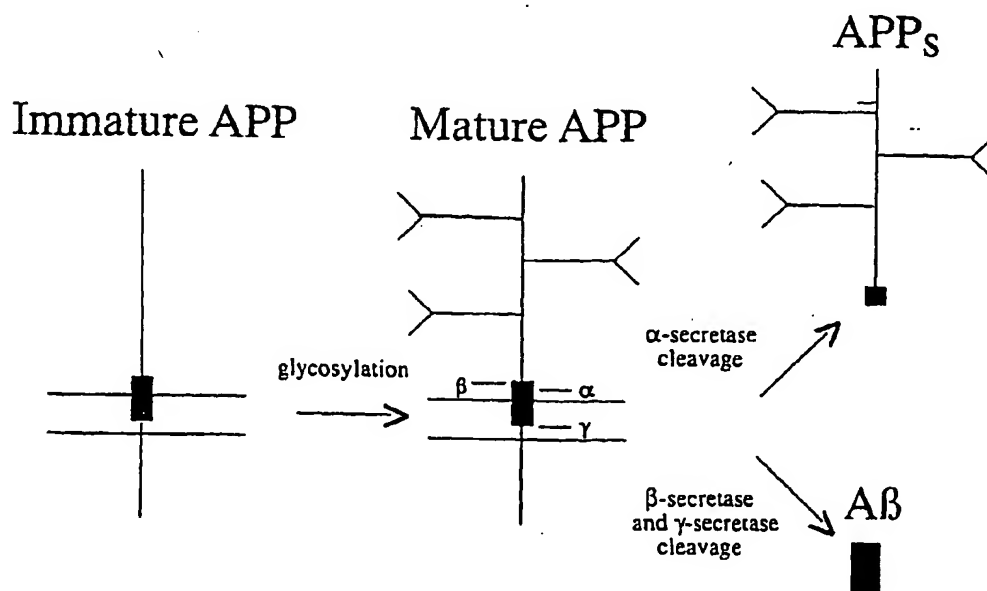 APPs
Immature APP
Mature APP
α-secretase
cleavage
glycosylation
β
α
γ
β-secretase
and γ-secretase
cleavage
Aß